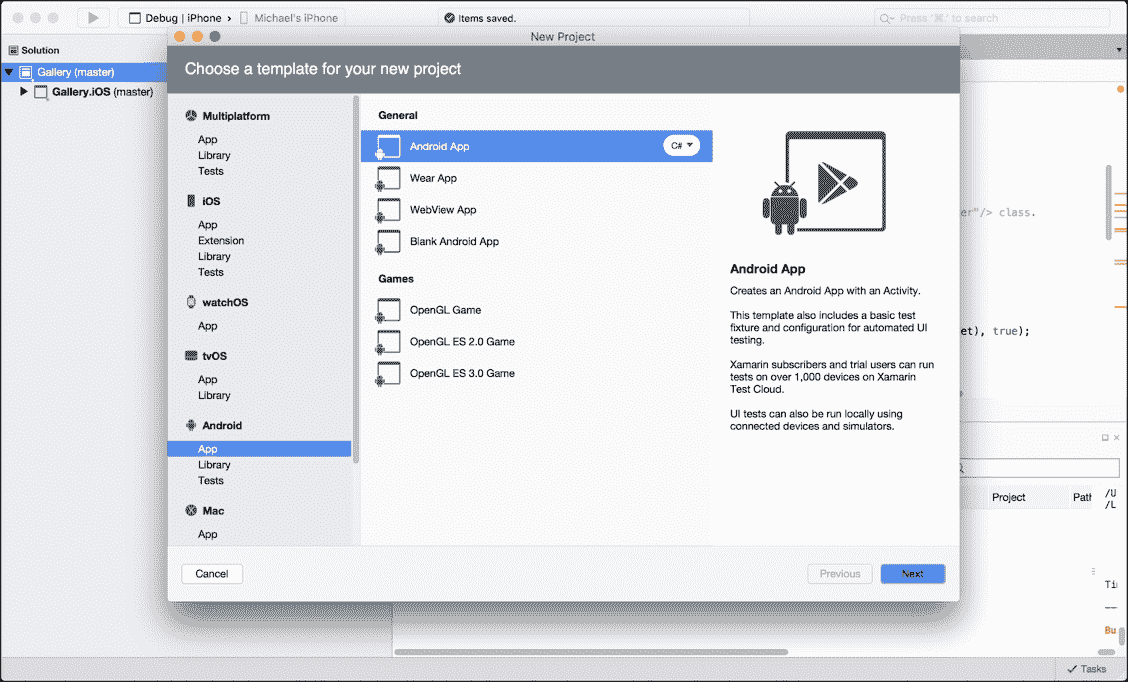 Debug | iPhone › Michael's iPhone
Items saved.
Press '⌘.' to search
New Project
Solution
Gallery (master)
Gallery.iOS (master)
Choose a template for your new project
Multiplatform
App
Library
Tests
iOS
App
Extension
Library
Tests
watchOS
App
tvOS
App
Library
Android
App
Library
Tests
Mac
App
General
Android App
C#
Wear App
WebView App
Blank Android App
Games
OpenGL Game
OpenGL ES 2.0 Game
OpenGL ES 3.0 Game
Android App
Creates an Android App with an Activity.
This template also includes a basic test
fixture and configuration for automated UI
testing.
Xamarin subscribers and trial users can run
tests on over 1,000 devices on Xamarin
Test Cloud.
UI tests can also be run locally using
connected devices and simulators.
Cancel
Previous
Next
er"/> class.
et), true);
Project
Path
/U
/L
Ti
--
Bu
Tasks